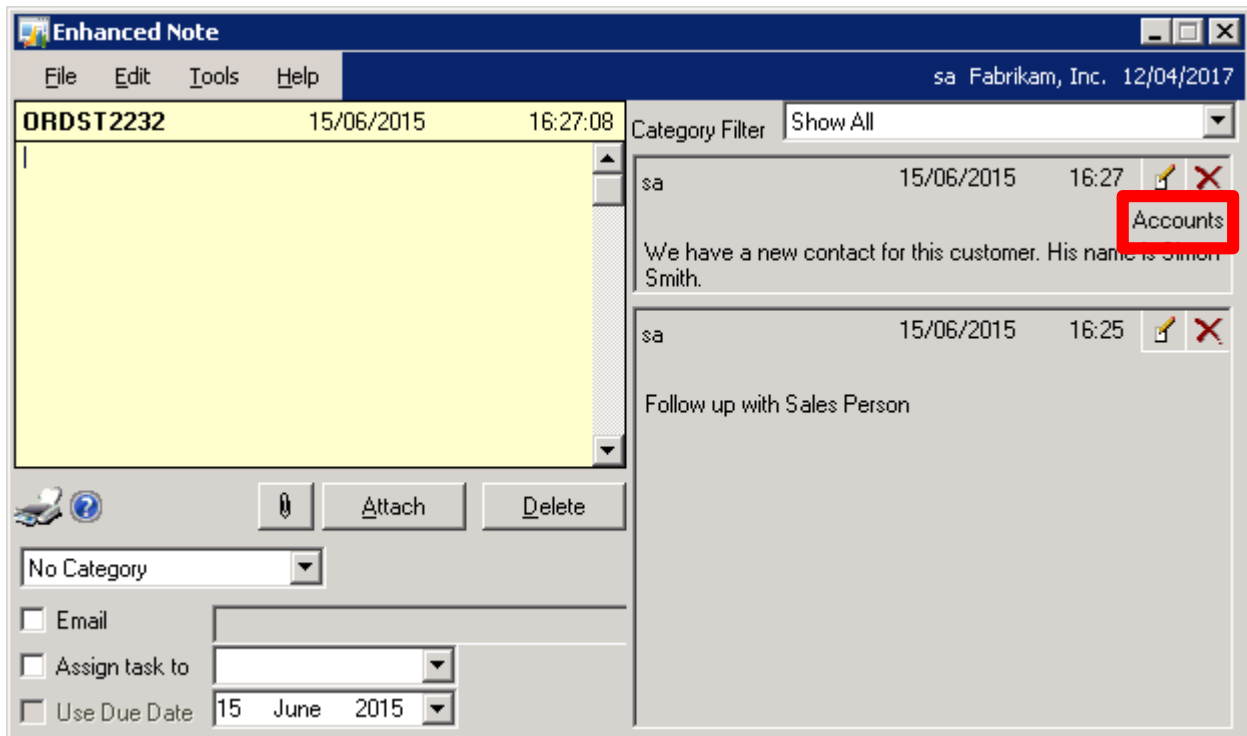 Enhanced Note
File Edit Tools Help sa Fabrikam, Inc. 12/04/2017
ORDST2232 15/06/2015 16:27:08
Category Filter Show All
sa 15/06/2015 16:27
Accounts
We have a new contact for this customer. His name is Simon
Smith.
sa 15/06/2015 16:25
Follow up with Sales Person
Attach Delete
No Category
Email
Assign task to
Use Due Date 15 June 2015